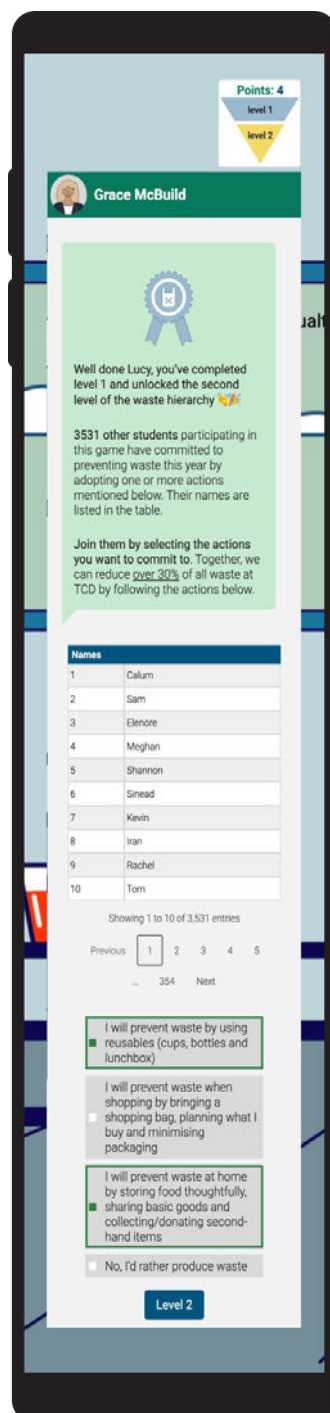 Points: 4
level 1
level 2
Grace McBuild
Well done Lucy, you've completed
level 1 and unlocked the second
level of the waste hierarchy
3531 other students participating in
this game have committed to
preventing waste this year by
adopting one or more actions
mentioned below. Their names are
listed in the table.
Join them by selecting the actions
you want to commit to. Together, we
can reduce over 30% of all waste at
TCD by following the actions below.
Names
1 Calum
2 Sam
3 Elenore
4 Meghan
5 Shannon
6 Sinead
7 Kevin
8 Iran
9 Rachel
10 Tom
Showing 1 to 10 of 3,531 entries
Previous 1 2 3 4 5
… 354 Next
I will prevent waste by using
reusables (cups, bottles and
lunchbox)
I will prevent waste when
shopping by bringing a
shopping bag, planning what I
buy and minimising
packaging
I will prevent waste at home
by storing food thoughtfully,
sharing basic goods and
collecting/donating second-
hand items
No, I'd rather produce waste
Level 2